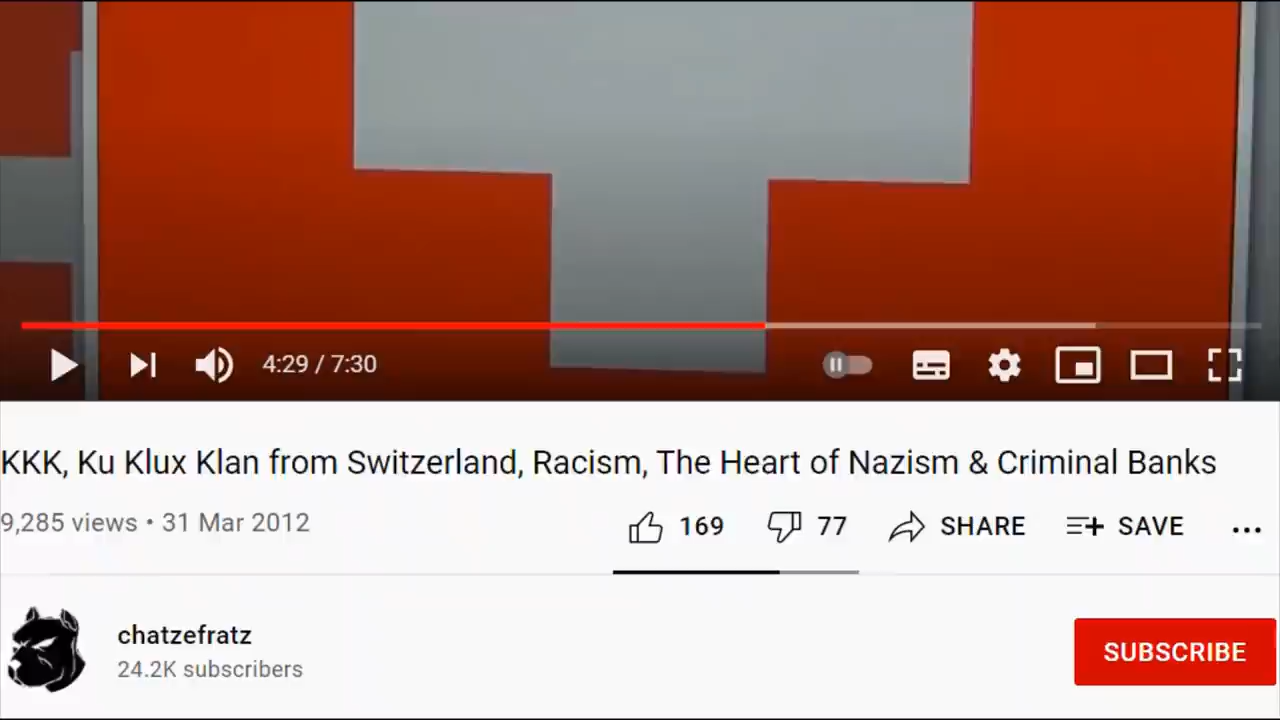 4:29 / 7:30
KKK, Ku Klux Klan from Switzerland, Racism, The Heart of Nazism & Criminal Banks
9,285 views • 31 Mar 2012
169 77 SHARE SAVE
chatzefratz
24.2K subscribers
SUBSCRIBE